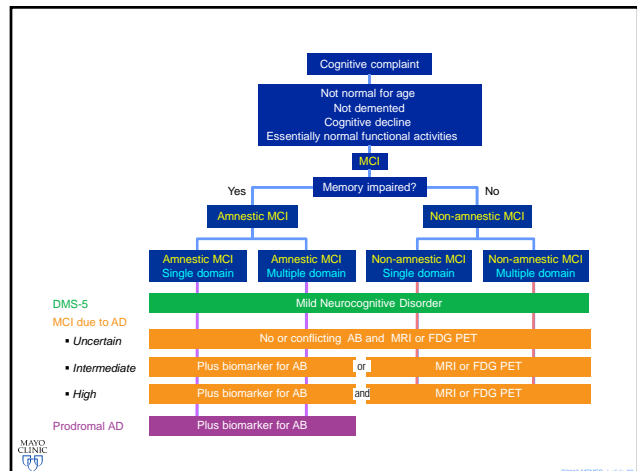 Cognitive complaint
Not normal for age
Not demented
Cognitive decline
Essentially normal functional activities
MCI
Memory impaired?
Yes
No
Amnestic MCI
Non-amnestic MCI
Amnestic MCI
Single domain
Amnestic MCI
Multiple domain
Non-amnestic MCI
Single domain
Non-amnestic MCI
Multiple domain
DMS-5
Mild Neurocognitive Disorder
MCI due to AD
▪ Uncertain
No or conflicting AB and MRI or FDG PET
▪ Intermediate
Plus biomarker for AB
or
MRI or FDG PET
▪ High
Plus biomarker for AB
and
MRI or FDG PET
Prodromal AD
Plus biomarker for AB
MAYO
CLINIC